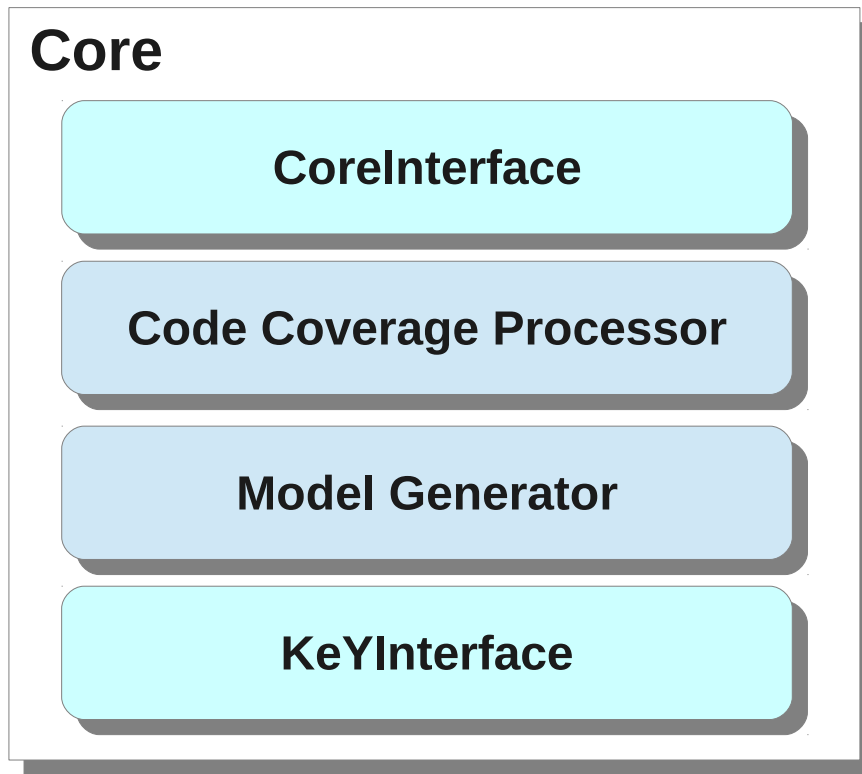 Core
CoreInterface
Code Coverage Processor
Model Generator
KeYInterface